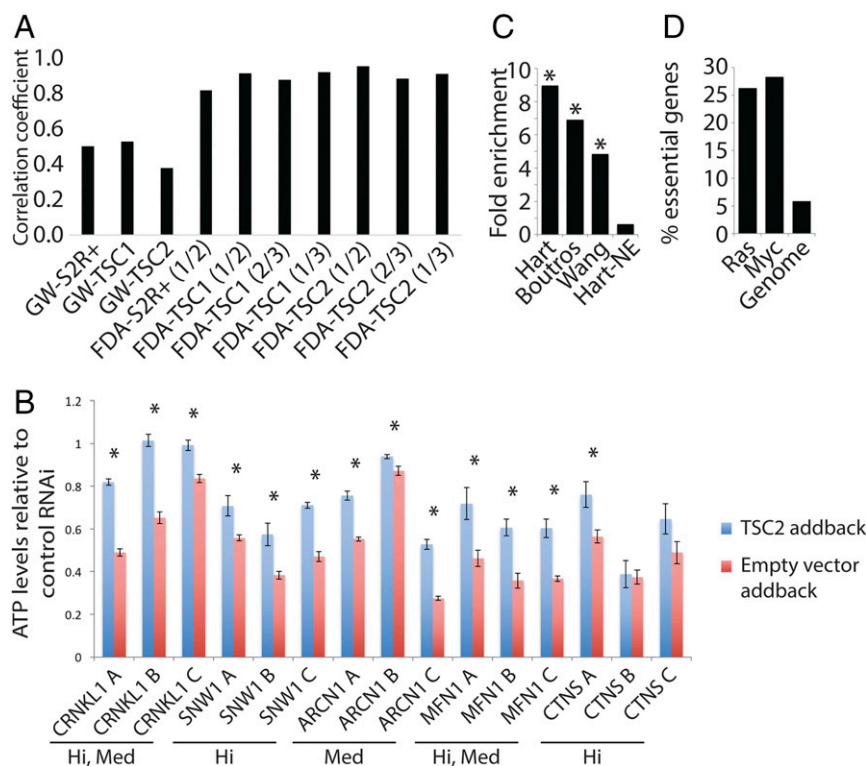 A
Correlation coefficient
1.0
0.8
0.6
0.4
0.2
0.0
GW-S2R+
GW-TSC1
GW-TSC2
FDA-S2R+ (1/2)
FDA-TSC1 (1/2)
FDA-TSC1 (2/3)
FDA-TSC1 (1/3)
FDA-TSC2 (1/2)
FDA-TSC2 (2/3)
FDA-TSC2 (1/3)
C
Fold enrichment
10
8
6
4
2
0
* * *
Hart
Boutros
Wang
Hart-NE
D
% essential genes
30
25
20
15
10
5
0
Ras
Myc
Genome
B
ATP levels relative to
control RNAi
1.2
1
0.8
0.6
0.4
0.2
0
* * * * * * * * * * * * *
CRNKL1 A
CRNKL1 B
CRNKL1 C
SNW1 A
SNW1 B
SNW1 C
ARCN1 A
ARCN1 B
ARCN1 C
MFN1 A
MFN1 B
MFN1 C
CTNS A
CTNS B
CTNS C
Hi, Med
Hi
Med
Hi, Med
Hi
TSC2 addback
Empty vector
addback